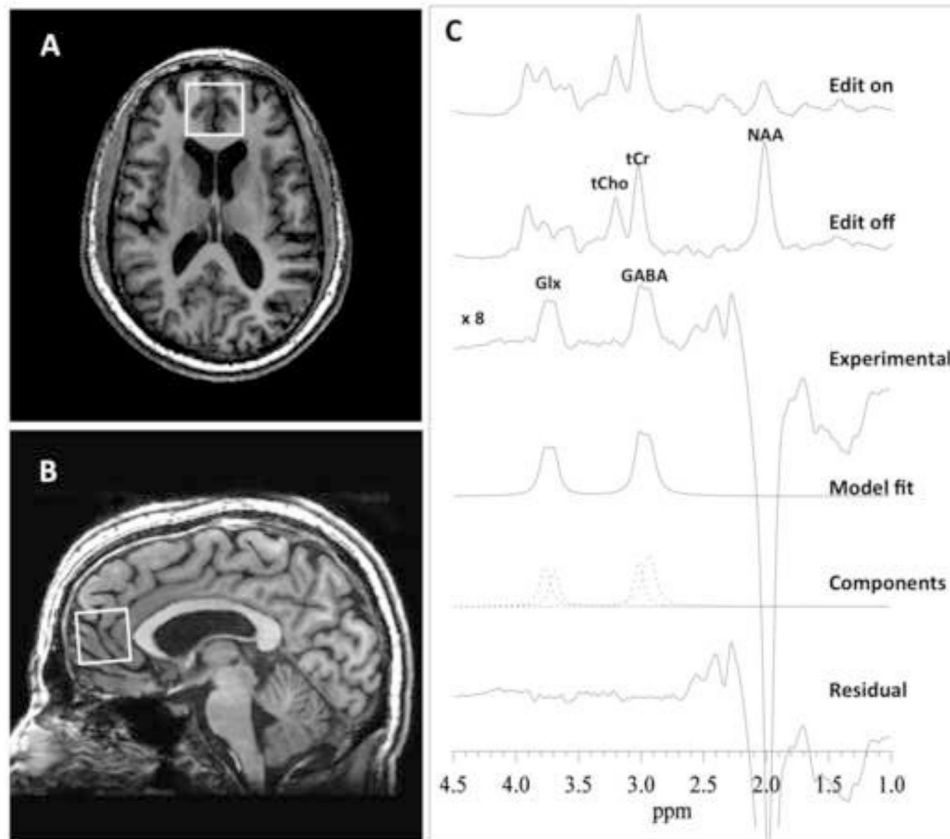 A
B
C
Edit on
NAA
tCr
tCho
Edit off
Glx
GABA
x 8
Experimental
Model fit
Components
Residual
4.5 4.0 3.5 3.0 2.5 2.0 1.5 1.0
ppm